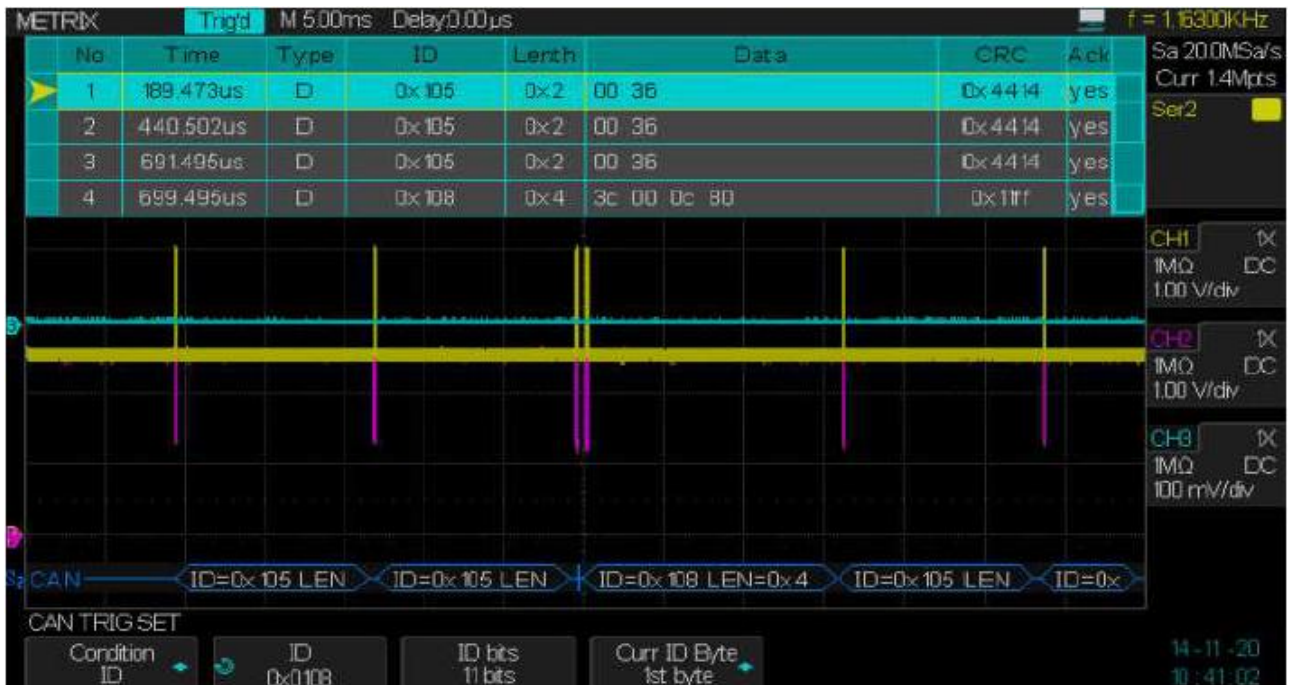 METRIX Trig'd M 5.00ms Delay:0.00µs f = 1.16300KHz
No Time Type ID Lenth Data CRC Ack
1 189.473us D 0x105 0x2 00 36 0x4414 yes
2 440.502us D 0x105 0x2 00 36 0x4414 yes
3 691.495us D 0x105 0x2 00 36 0x4414 yes
4 699.495us D 0x108 0x4 3c 00 0c 80 0x11ff yes
Sa 20.0MSa/s
Curr 1.4Mpts
Ser2
CH1 1X
1MΩ DC
1.00 V/div
CH2 1X
1MΩ DC
1.00 V/div
CH3 1X
1MΩ DC
100 mV/div
S2 CAN ID=0x105 LEN ID=0x105 LEN ID=0x108 LEN=0x4 ID=0x105 LEN ID=0x
CAN TRIG SET
Condition
ID
ID
0x0108
ID bits
11 bits
Curr ID Byte
1st byte
14-11-20
10:41:02